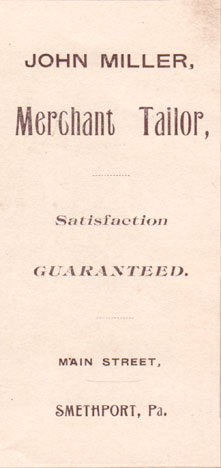 JOHN MILLER,
Merchant Tailor,
Satisfaction
GUARANTEED.
MAIN STREET,
SMETHPORT, Pa.